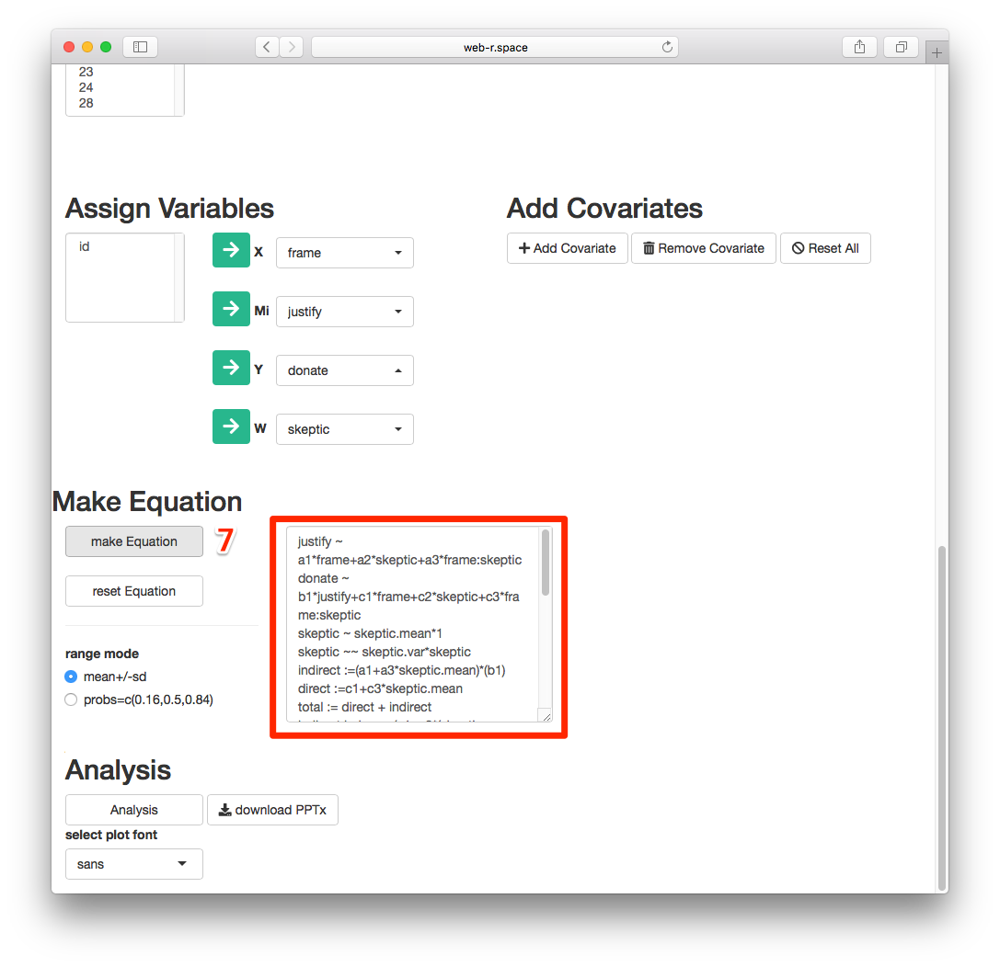 web-r.space
23
24
28
Assign Variables
Add Covariates
id
X
frame
Add Covariate
Remove Covariate
Reset All
Mi
justify
Y
donate
W
skeptic
Make Equation
make Equation
7
reset Equation
justify ~
a1*frame+a2*skeptic+a3*frame:skeptic
donate ~
b1*justify+c1*frame+c2*skeptic+c3*fra
me:skeptic
skeptic ~ skeptic.mean*1
skeptic ~~ skeptic.var*skeptic
indirect :=(a1+a3*skeptic.mean)*(b1)
direct :=c1+c3*skeptic.mean
total := direct + indirect
range mode
mean+/-sd
probs=c(0.16,0.5,0.84)
Analysis
Analysis
download PPTx
select plot font
sans